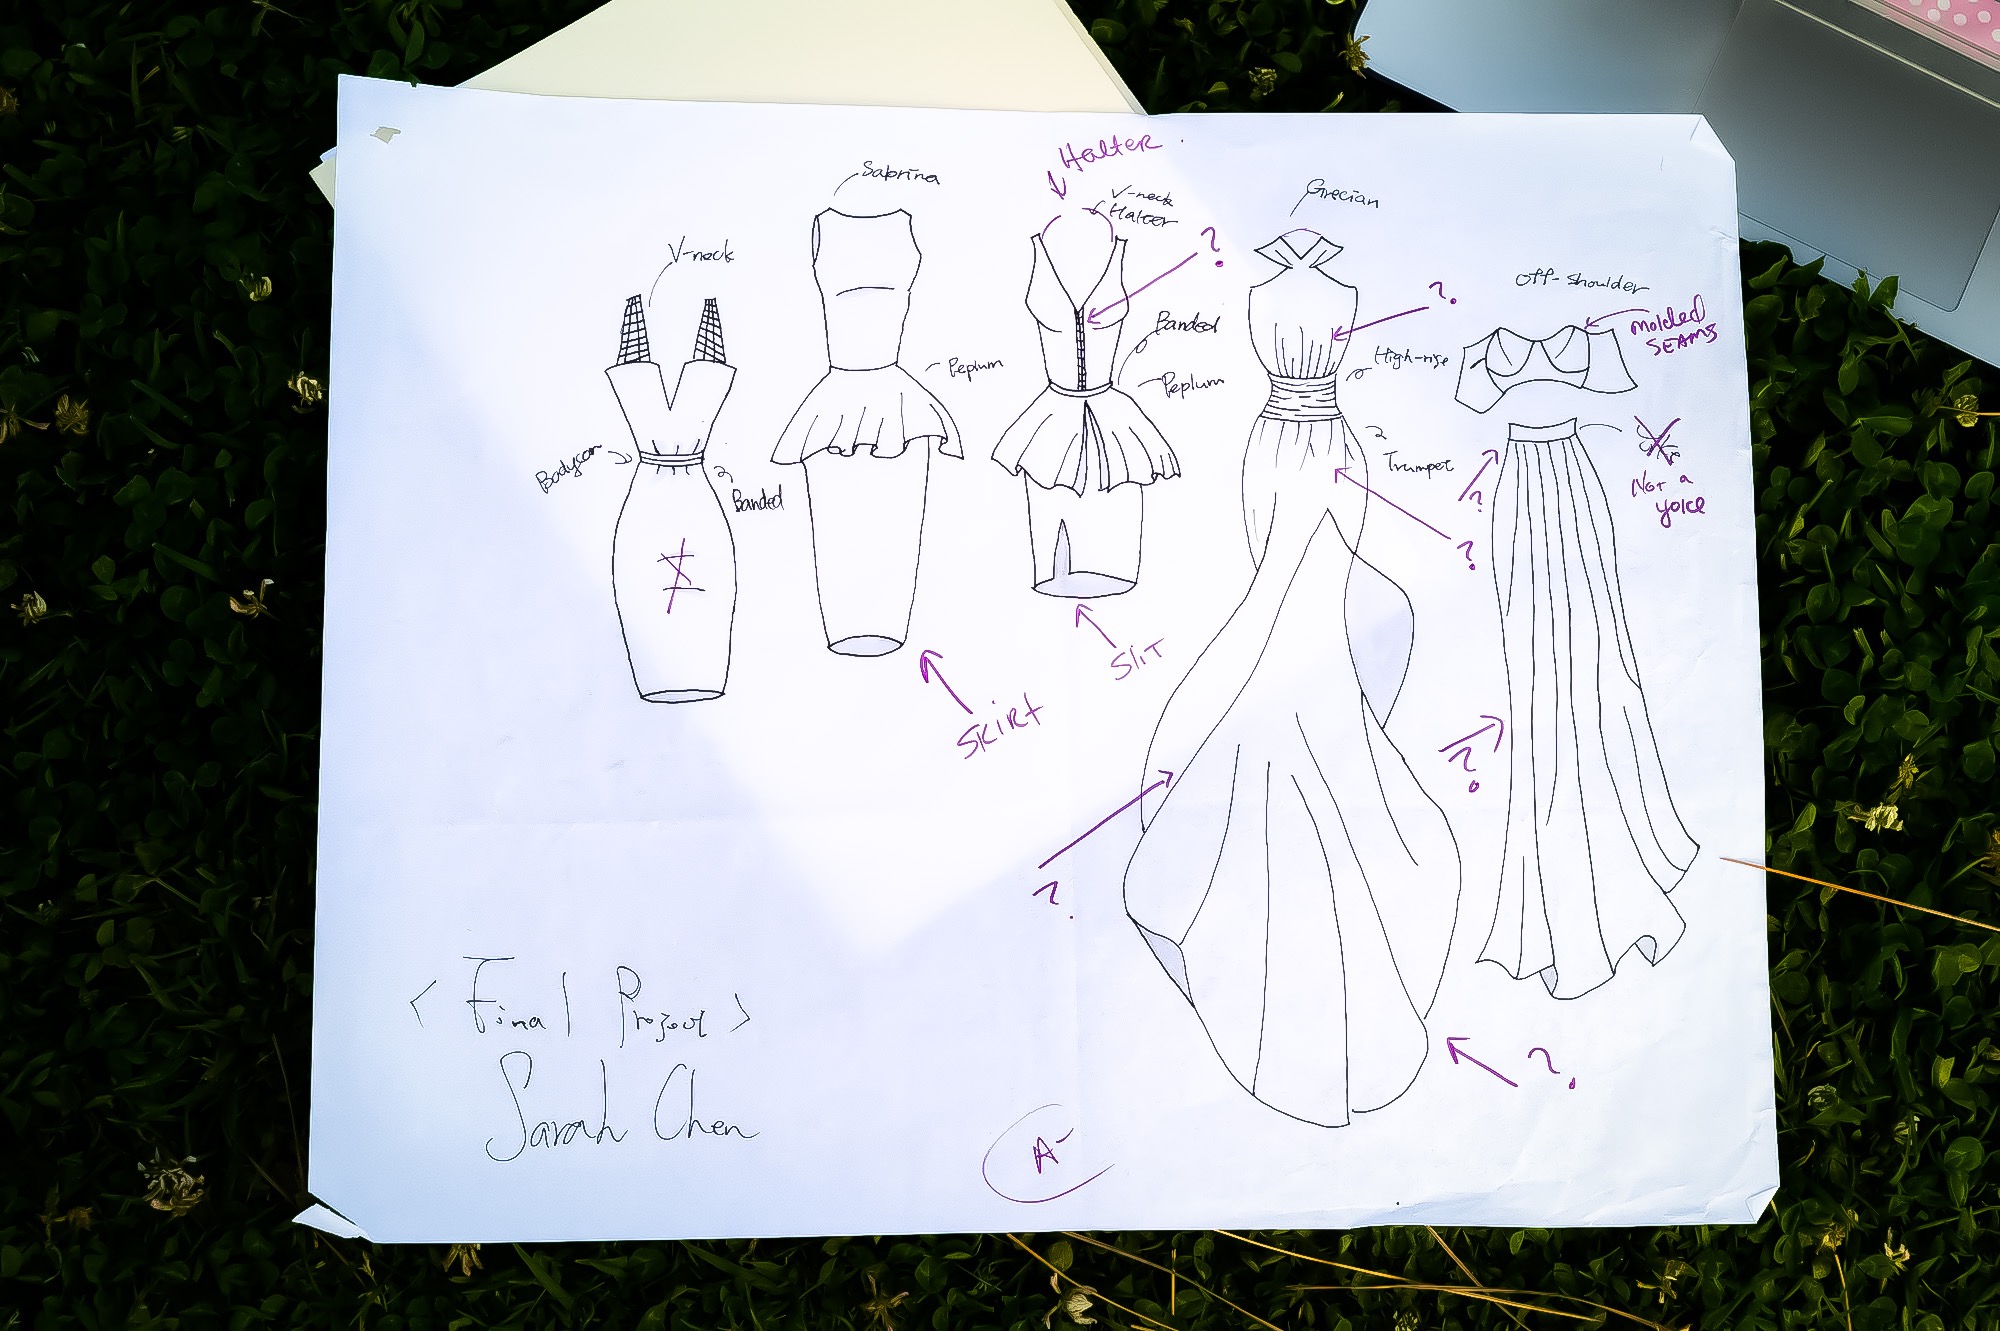 Halter
Sabrina
V-neck
Halter
Grecian
?
V-neck
off-shoulder
?
Banded
molded
SEAMS
High-rise
Peplum
Peplum
Bodycon
Trumpet
Not a
yoke
?
Banded
?
Slit
SKIRT
?
?
<Final Project>
Sarah Chen
?
A-